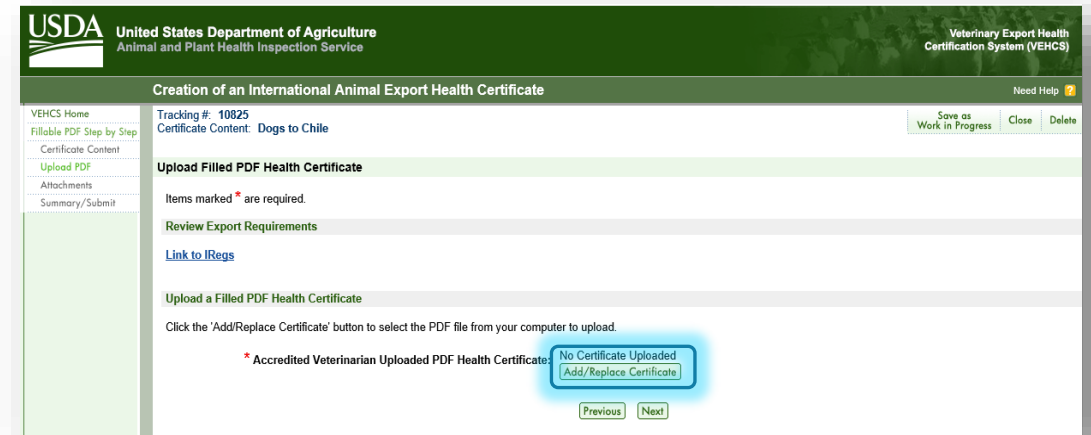 USDA
United States Department of Agriculture
Animal and Plant Health Inspection Service
Veterinary Export Health
Certification System (VEHCS)
Creation of an International Animal Export Health Certificate
Need Help ?
VEHCS Home
Fillable PDF Step by Step
Certificate Content
Upload PDF
Attachments
Summary/Submit
Tracking #: 10825
Certificate Content: Dogs to Chile
Save as
Work in Progress
Close
Delete
Upload Filled PDF Health Certificate
Items marked * are required.
Review Export Requirements
Link to IRegs
Upload a Filled PDF Health Certificate
Click the 'Add/Replace Certificate' button to select the PDF file from your computer to upload.
* Accredited Veterinarian Uploaded PDF Health Certificate:
No Certificate Uploaded
Add/Replace Certificate
Previous
Next